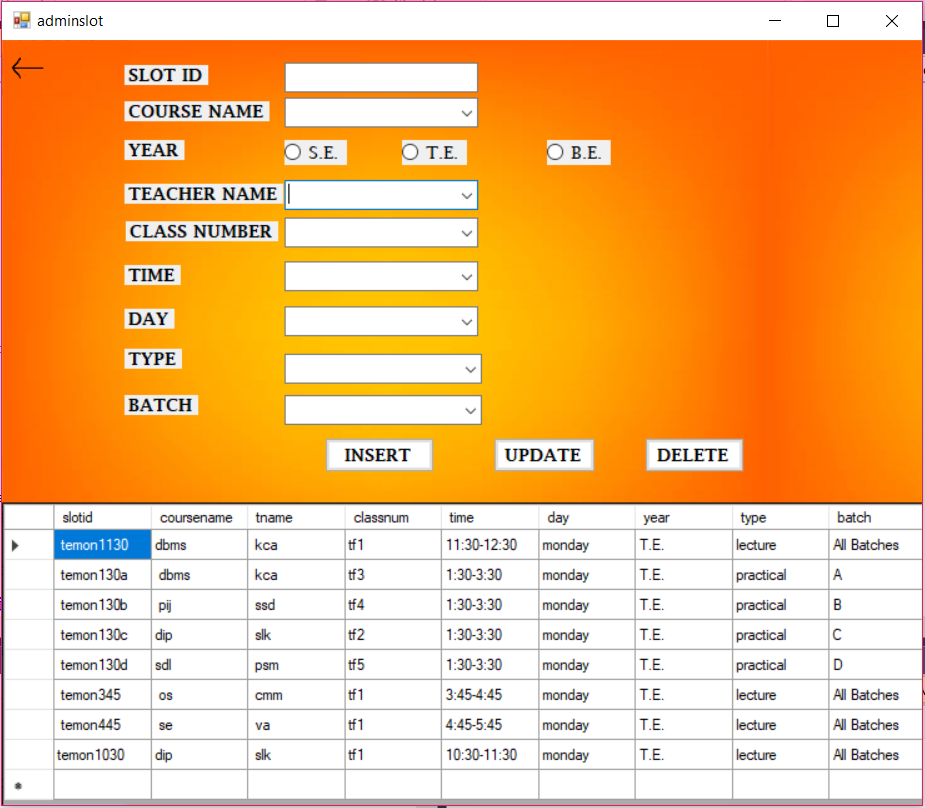 adminslot
SLOT ID
COURSE NAME
YEAR S.E. T.E. B.E.
TEACHER NAME
CLASS NUMBER
TIME
DAY
TYPE
BATCH
INSERT UPDATE DELETE
slotid coursename tname classnum time day year type batch
temon1130 dbms kca tf1 11:30-12:30 monday T.E. lecture All Batches
temon130a dbms kca tf3 1:30-3:30 monday T.E. practical A
temon130b pij ssd tf4 1:30-3:30 monday T.E. practical B
temon130c dip slk tf2 1:30-3:30 monday T.E. practical C
temon130d sdl psm tf5 1:30-3:30 monday T.E. practical D
temon345 os cmm tf1 3:45-4:45 monday T.E. lecture All Batches
temon445 se va tf1 4:45-5:45 monday T.E. lecture All Batches
temon1030 dip slk tf1 10:30-11:30 monday T.E. lecture All Batches